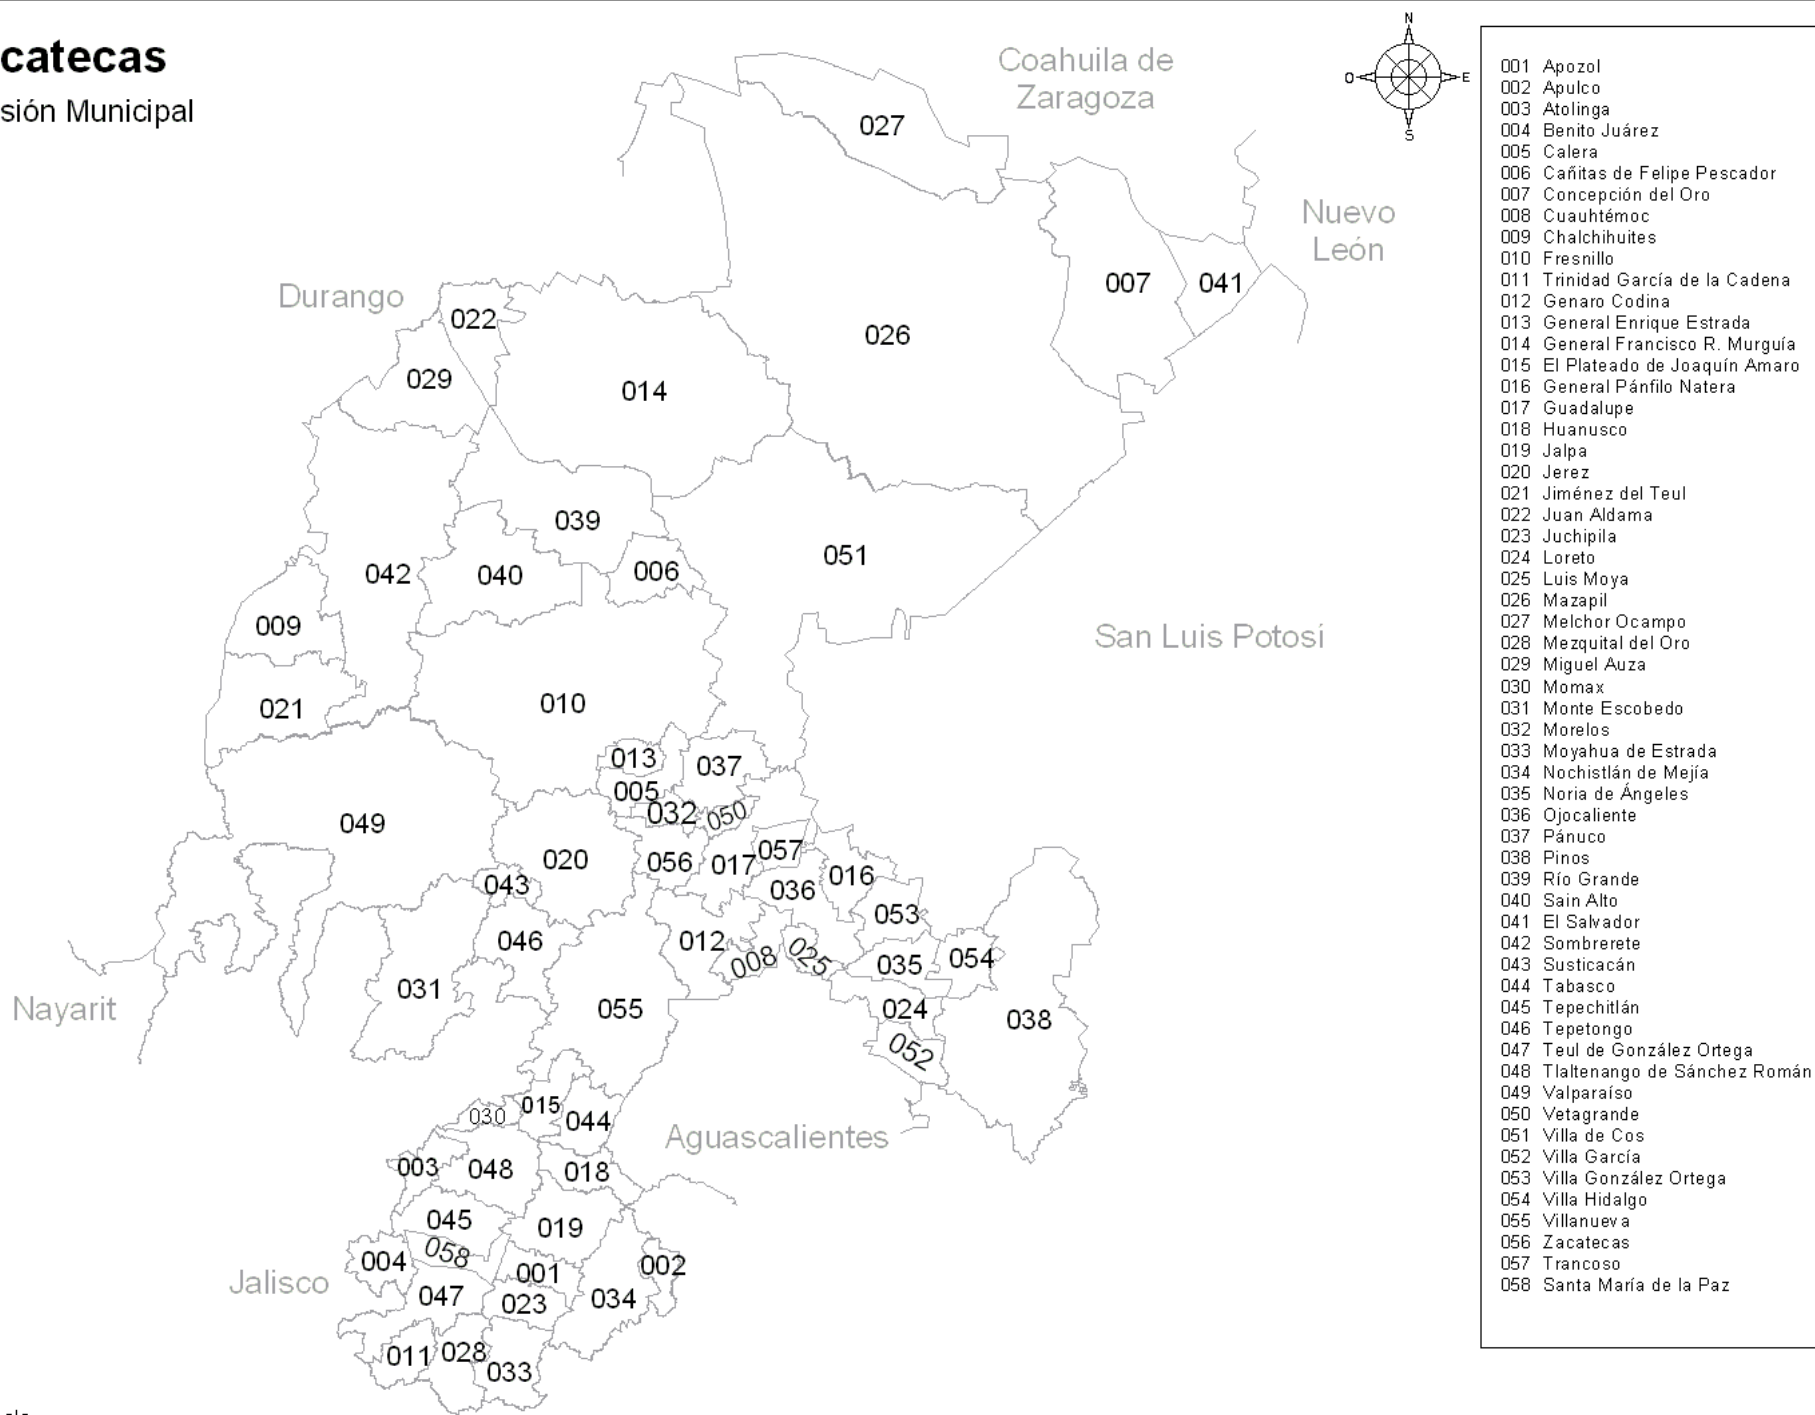 catecas
sión Municipal
Coahuila de
Zaragoza
N
O
E
S
Nuevo
León
Durango
San Luis Potosí
Nayarit
Aguascalientes
Jalisco
027
007
041
022
026
029
014
039
051
042
040
006
009
021
010
013
037
005
032
050
049
020
056
017
057
016
036
043
053
046
012
008
025
035
054
031
055
024
038
052
030
015
044
003
048
018
045
019
004
058
001
002
047
023
034
011
028
033
001 Apozol
002 Apulco
003 Atolinga
004 Benito Juárez
005 Calera
006 Cañitas de Felipe Pescador
007 Concepción del Oro
008 Cuauhtémoc
009 Chalchihuites
010 Fresnillo
011 Trinidad García de la Cadena
012 Genaro Codina
013 General Enrique Estrada
014 General Francisco R. Murguía
015 El Plateado de Joaquín Amaro
016 General Pánfilo Natera
017 Guadalupe
018 Huanusco
019 Jalpa
020 Jerez
021 Jiménez del Teul
022 Juan Aldama
023 Juchipila
024 Loreto
025 Luis Moya
026 Mazapil
027 Melchor Ocampo
028 Mezquital del Oro
029 Miguel Auza
030 Momax
031 Monte Escobedo
032 Morelos
033 Moyahua de Estrada
034 Nochistlán de Mejía
035 Noria de Ángeles
036 Ojocaliente
037 Pánuco
038 Pinos
039 Río Grande
040 Sain Alto
041 El Salvador
042 Sombrerete
043 Susticacán
044 Tabasco
045 Tepechitlán
046 Tepetongo
047 Teul de González Ortega
048 Tlaltenango de Sánchez Román
049 Valparaíso
050 Vetagrande
051 Villa de Cos
052 Villa García
053 Villa González Ortega
054 Villa Hidalgo
055 Villanueva
056 Zacatecas
057 Trancoso
058 Santa María de la Paz